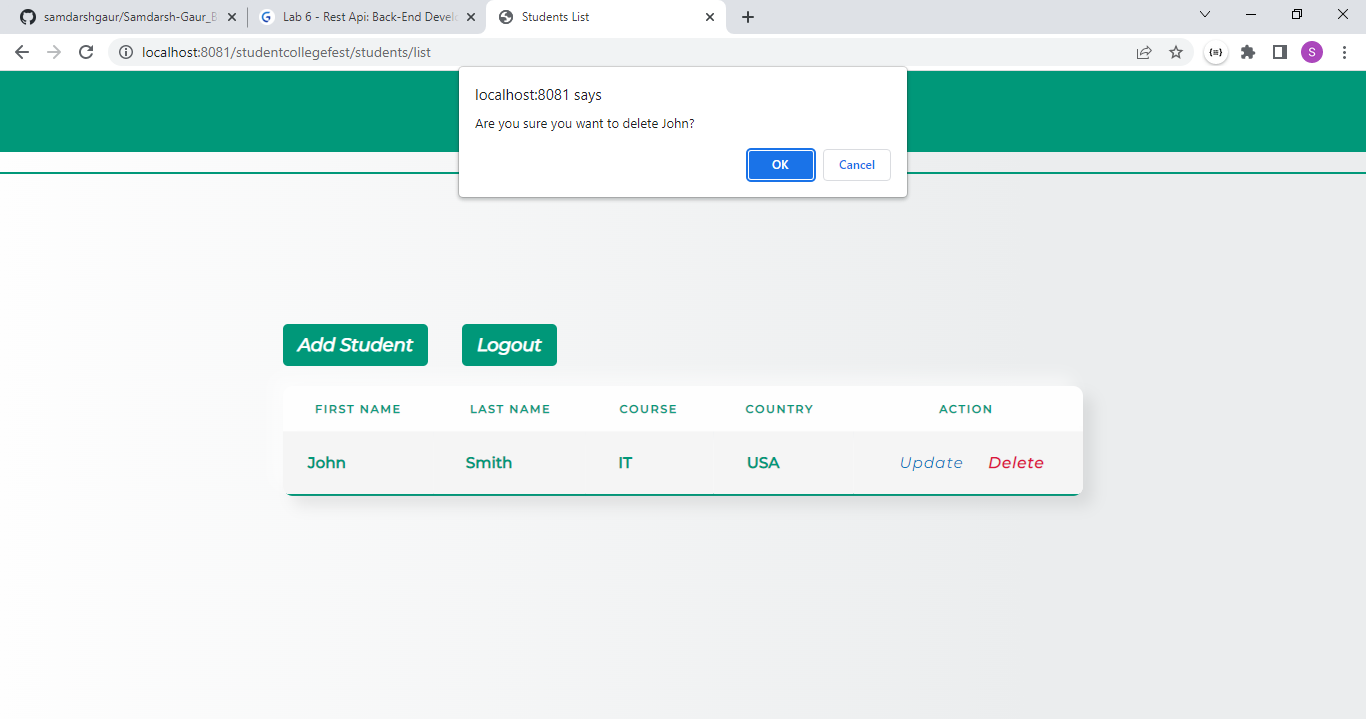 samdarshgaur/Samdarsh-Gaur_B
Lab 6 - Rest Api: Back-End Develo
Students List
localhost:8081/studentcollegefest/students/list
S
localhost:8081 says
Are you sure you want to delete John?
OK Cancel
Add Student Logout
FIRST NAME LAST NAME COURSE COUNTRY ACTION
John Smith IT USA Update Delete